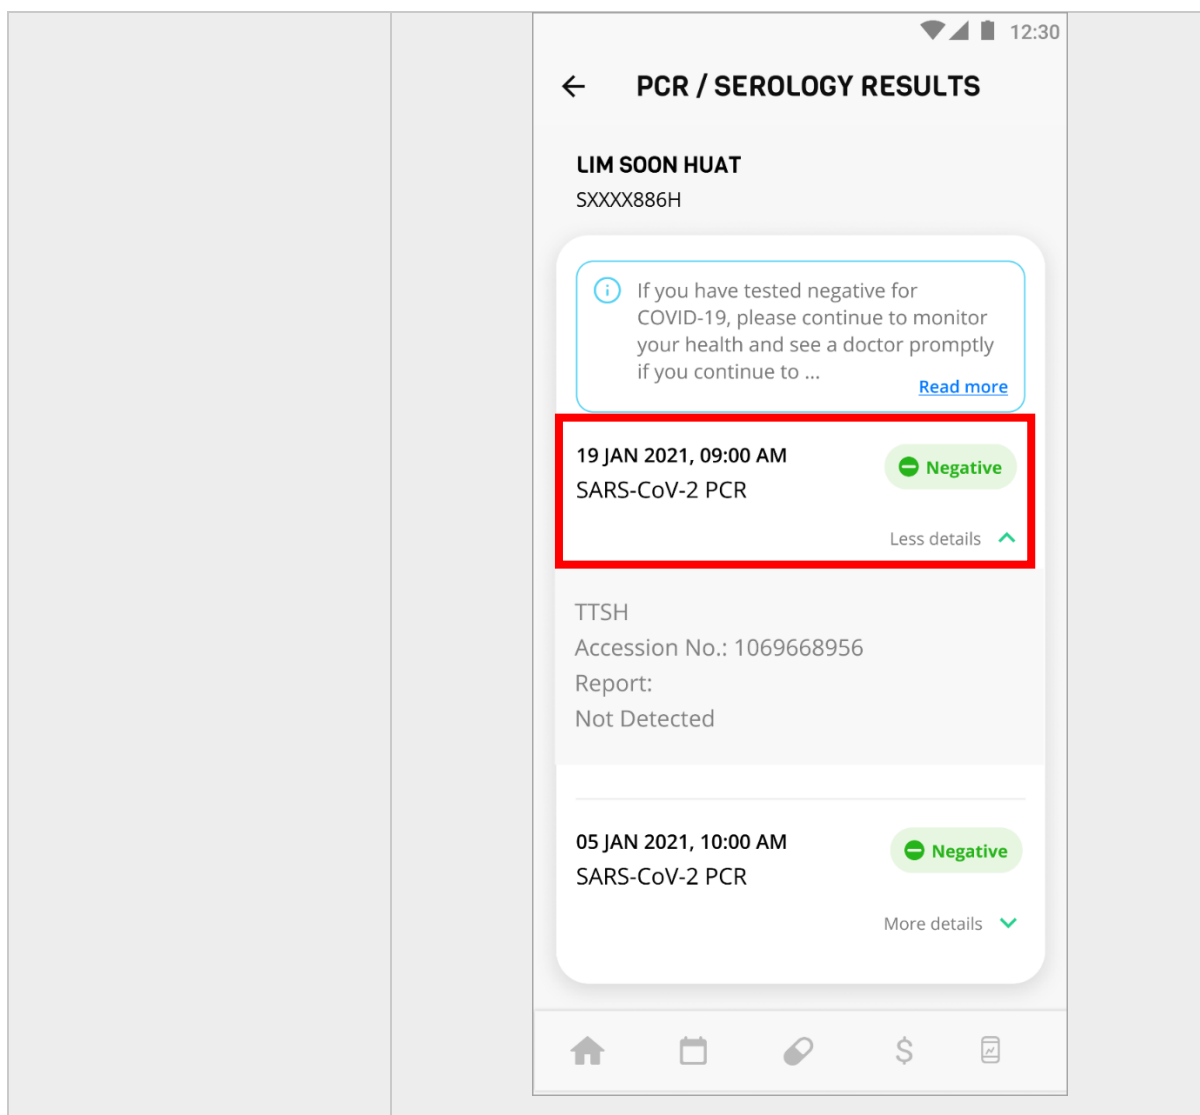 12:30
PCR / SEROLOGY RESULTS
LIM SOON HUAT
SXXXX886H
If you have tested negative for
COVID-19, please continue to monitor
your health and see a doctor promptly
if you continue to ...
Read more
19 JAN 2021, 09:00 AM
Negative
SARS-CoV-2 PCR
Less details
TTSH
Accession No.: 1069668956
Report:
Not Detected
05 JAN 2021, 10:00 AM
Negative
SARS-CoV-2 PCR
More details